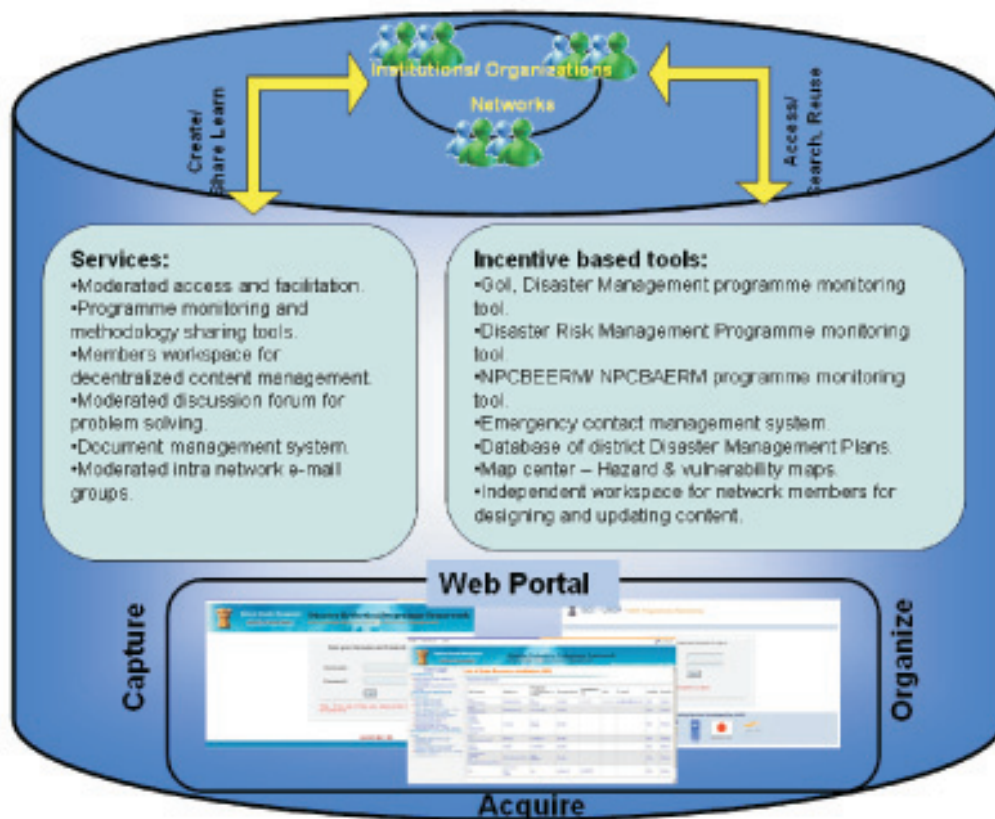 Institutions/ Organizations
Networks
Create/
Share Learn
Access/
Search, Reuse
Services:
•Moderated access and facilitation.
•Programme monitoring and
methodology sharing tools.
•Members workspace for
decentralized content management.
•Moderated discussion forum for
problem solving.
•Document management system.
•Moderated intra network e-mail
groups.
Incentive based tools:
•GoI, Disaster Management programme monitoring
tool.
•Disaster Risk Management Programme monitoring
tool.
•NPCBEERM/ NPCBAERM programme monitoring
tool.
•Emergency contact management system.
•Database of district Disaster Management Plans.
•Map center – Hazard & vulnerability maps.
•Independent workspace for network members for
designing and updating content.
Web Portal
Capture
Organize
Acquire